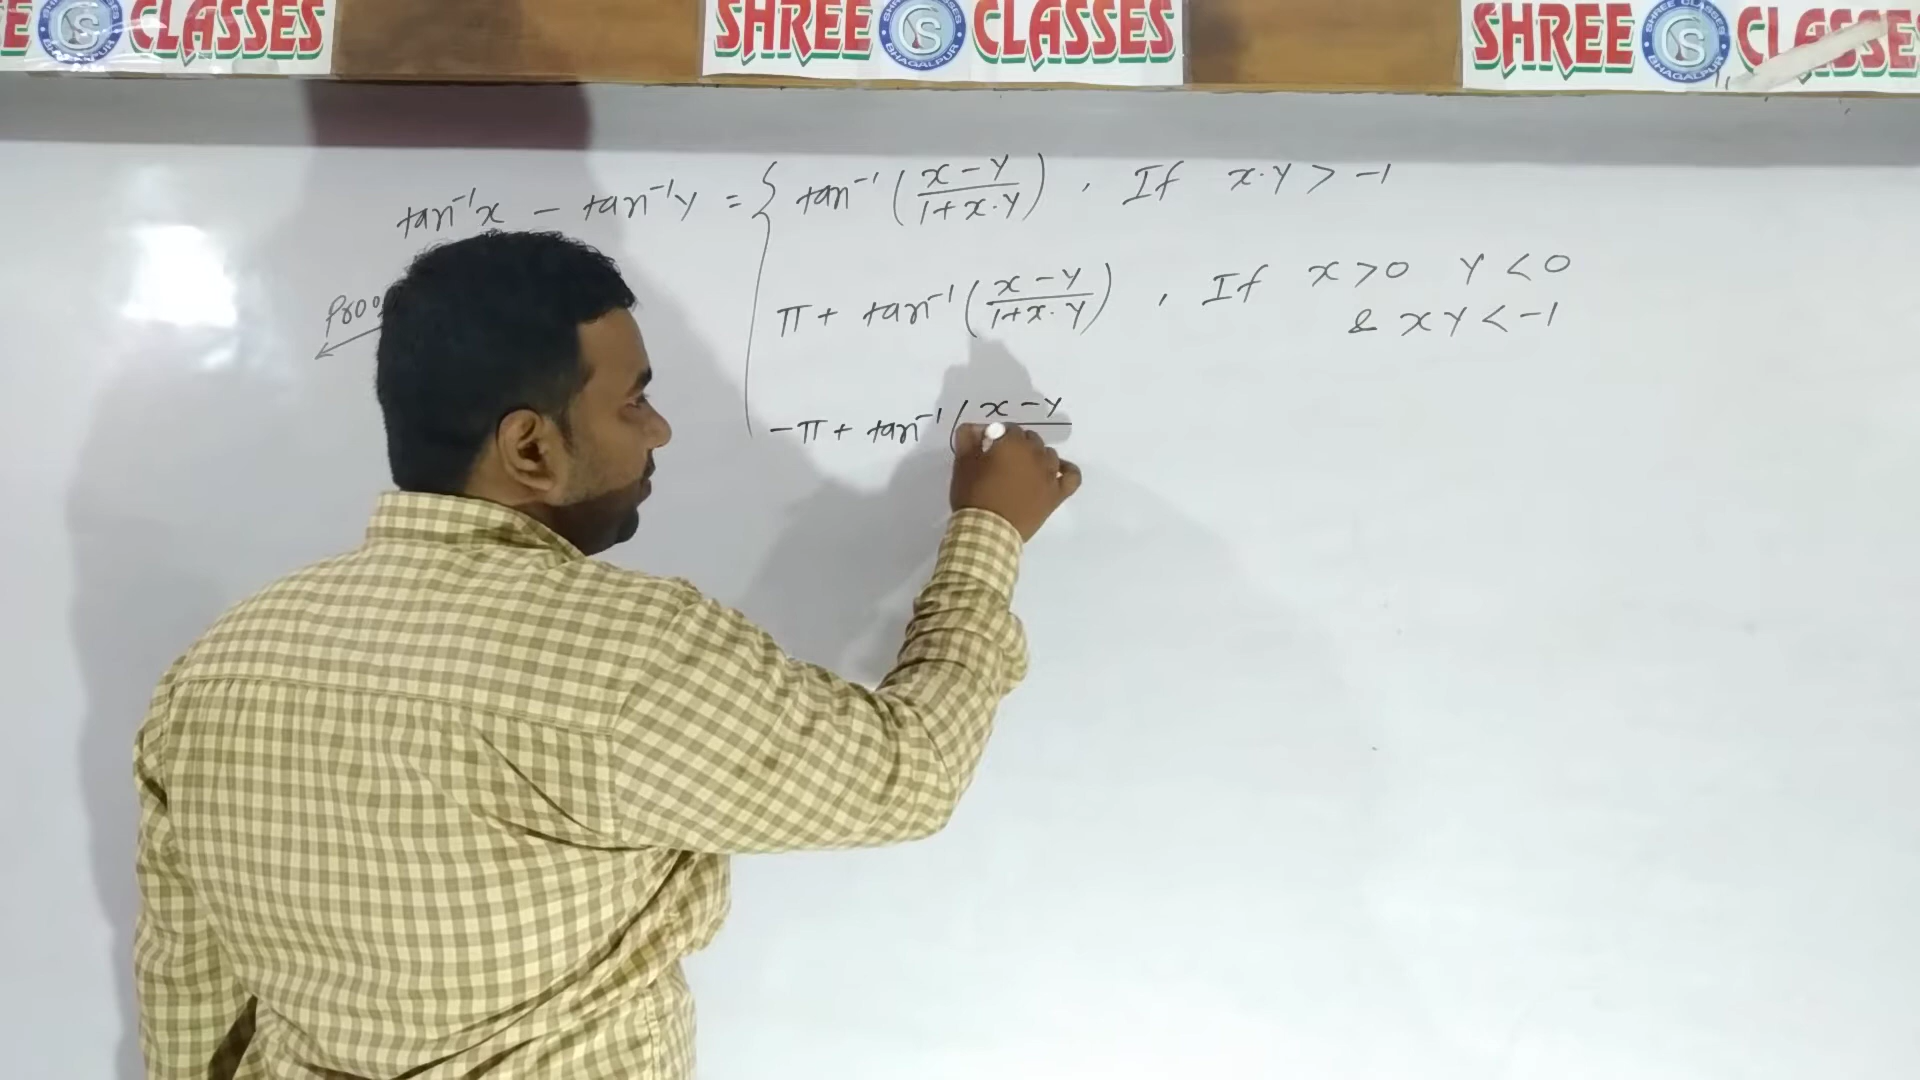 E CLASSES SHREE CLASSES SHREE CLASSES
tan⁻¹x − tan⁻¹y = { tan⁻¹ ( (x − y) / (1 + x·y) ) , If x·y > −1
π + tan⁻¹ ( (x − y) / (1 + x·y) ) , If x > 0 y < 0
& xy < −1
Proof
−π + tan⁻¹ ( x − y